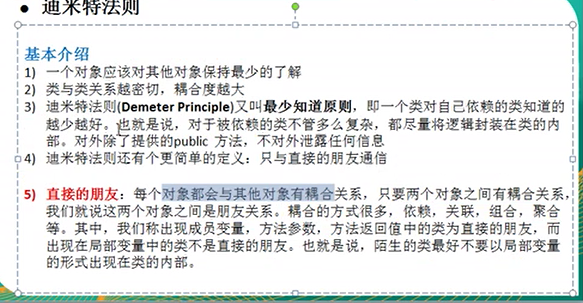 • 迪米特法则
基本介绍
1) 一个对象应该对其他对象保持最少的了解
2) 类与类关系越密切，耦合度越大
3) 迪米特法则(Demeter Principle)又叫最少知道原则，即一个类对自己依赖的类知道的
越少越好。也就是说，对于被依赖的类不管多么复杂，都尽量将逻辑封装在类的内
部。对外除了提供的public 方法，不对外泄露任何信息
4) 迪米特法则还有个更简单的定义：只与直接的朋友通信
5) 直接的朋友：每个对象都会与其他对象有耦合关系，只要两个对象之间有耦合关系，
我们就说这两个对象之间是朋友关系。耦合的方式很多，依赖，关联，组合，聚合
等。其中，我们称出现成员变量，方法参数，方法返回值中的类为直接的朋友，而
出现在局部变量中的类不是直接的朋友。也就是说，陌生的类最好不要以局部变量
的形式出现在类的内部。